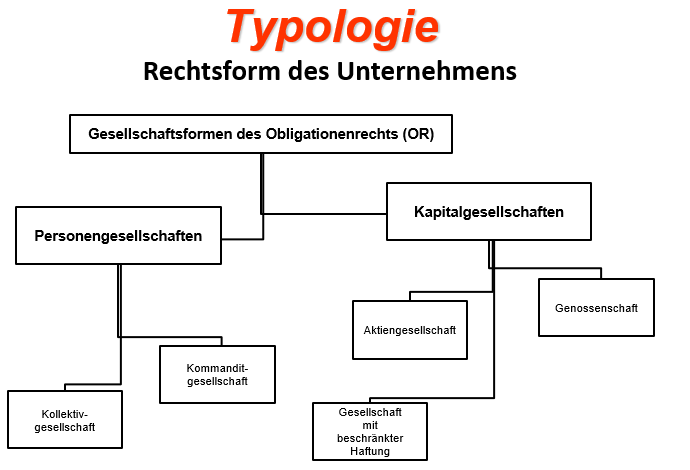 Typologie
Rechtsform des Unternehmens
Gesellschaftsformen des Obligationenrechts (OR)
Kapitalgesellschaften
Personengesellschaften
Genossenschaft
Aktiengesellschaft
Kommandit-
gesellschaft
Kollektiv-
gesellschaft
Gesellschaft
mit
beschränkter
Haftung